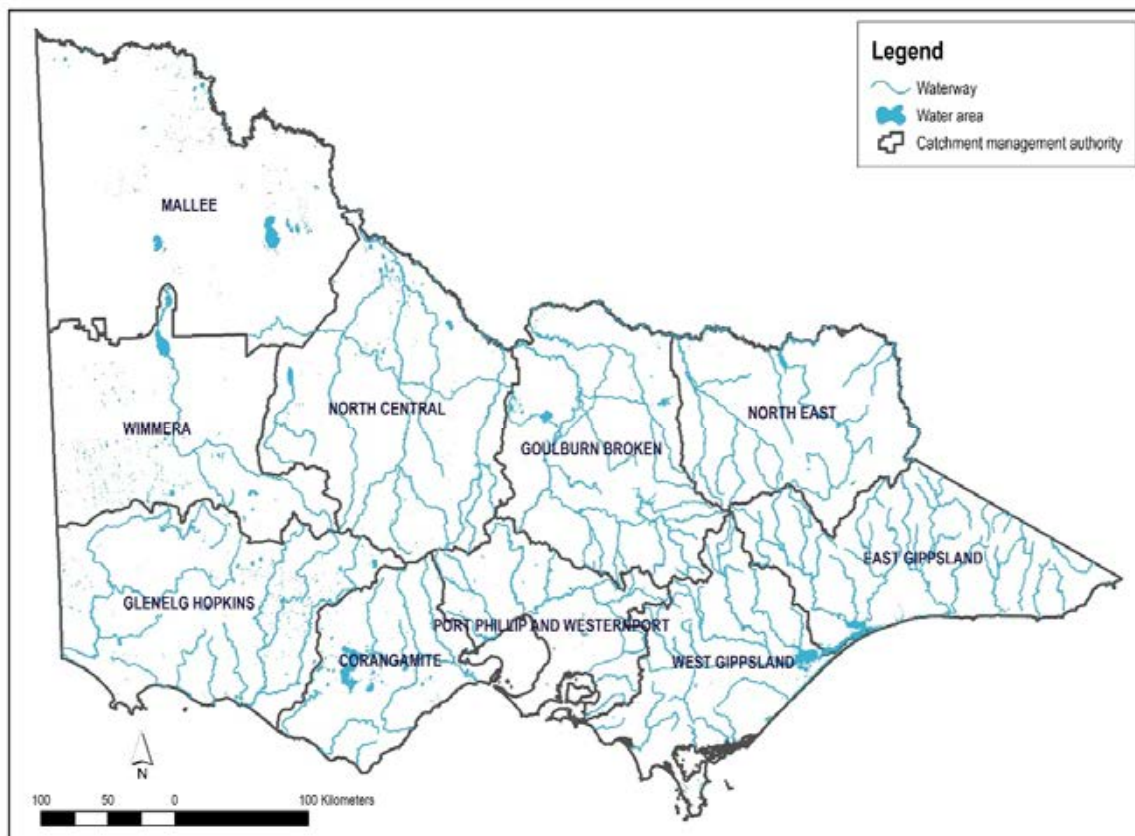 Legend
Waterway
Water area
Catchment management authority
MALLEE
NORTH CENTRAL
NORTH EAST
WIMMERA
GOULBURN BROKEN
EAST GIPPSLAND
GLENELG HOPKINS
PORT PHILLIP AND WESTERNPORT
CORANGAMITE
WEST GIPPSLAND
N
100 50 0 100 Kilometers